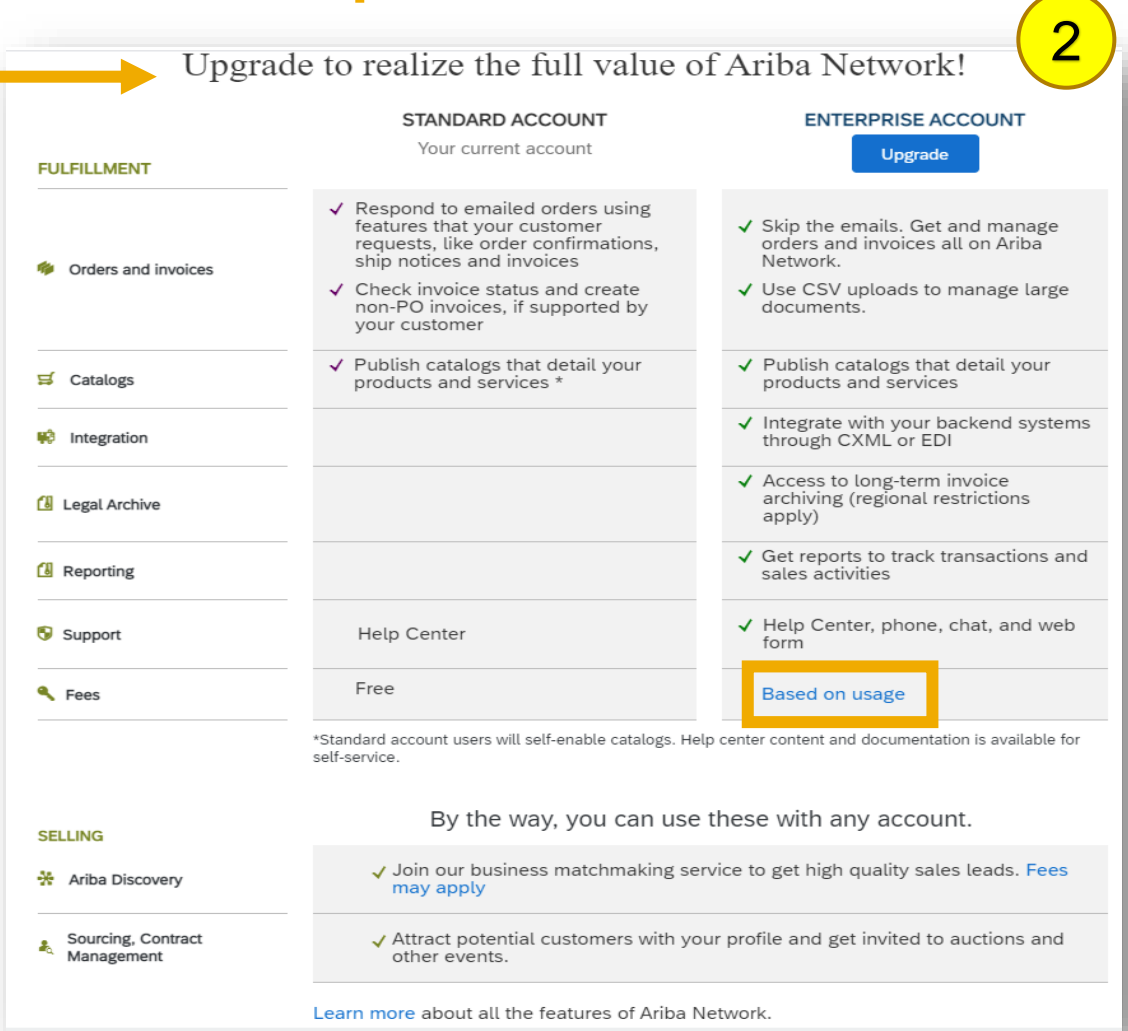 2
Upgrade to realize the full value of Ariba Network!
STANDARD ACCOUNT
ENTERPRISE ACCOUNT
Your current account
Upgrade
FULFILLMENT
Orders and invoices
✓ Respond to emailed orders using
features that your customer
requests, like order confirmations,
ship notices and invoices
✓ Check invoice status and create
non-PO invoices, if supported by
your customer
✓ Skip the emails. Get and manage
orders and invoices all on Ariba
Network.
✓ Use CSV uploads to manage large
documents.
Catalogs
✓ Publish catalogs that detail your
products and services *
✓ Publish catalogs that detail your
products and services
Integration
✓ Integrate with your backend systems
through CXML or EDI
Legal Archive
✓ Access to long-term invoice
archiving (regional restrictions
apply)
Reporting
✓ Get reports to track transactions and
sales activities
Support
Help Center
✓ Help Center, phone, chat, and web
form
Fees
Free
Based on usage
*Standard account users will self-enable catalogs. Help center content and documentation is available for
self-service.
By the way, you can use these with any account.
SELLING
Ariba Discovery
✓ Join our business matchmaking service to get high quality sales leads. Fees
may apply
Sourcing, Contract
Management
✓ Attract potential customers with your profile and get invited to auctions and
other events.
Learn more about all the features of Ariba Network.